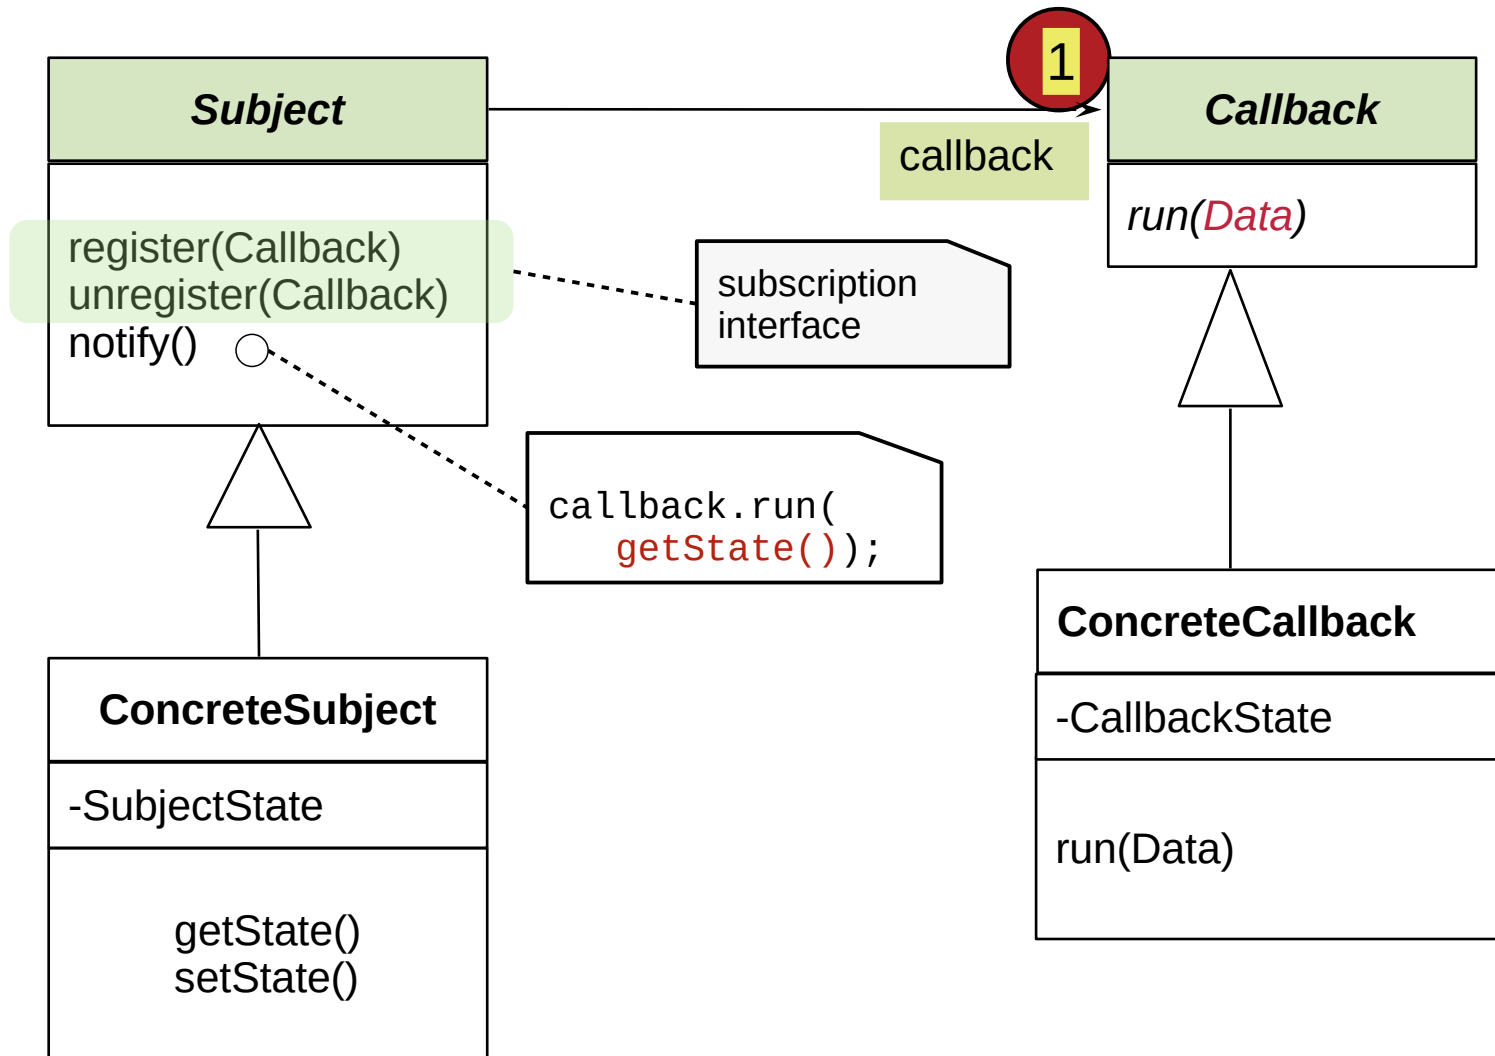 Subject
1
Callback
callback
register(Callback)
unregister(Callback)
notify()
run(Data)
subscription
interface
callback.run(
getState());
ConcreteSubject
-SubjectState
getState()
setState()
ConcreteCallback
-CallbackState
run(Data)